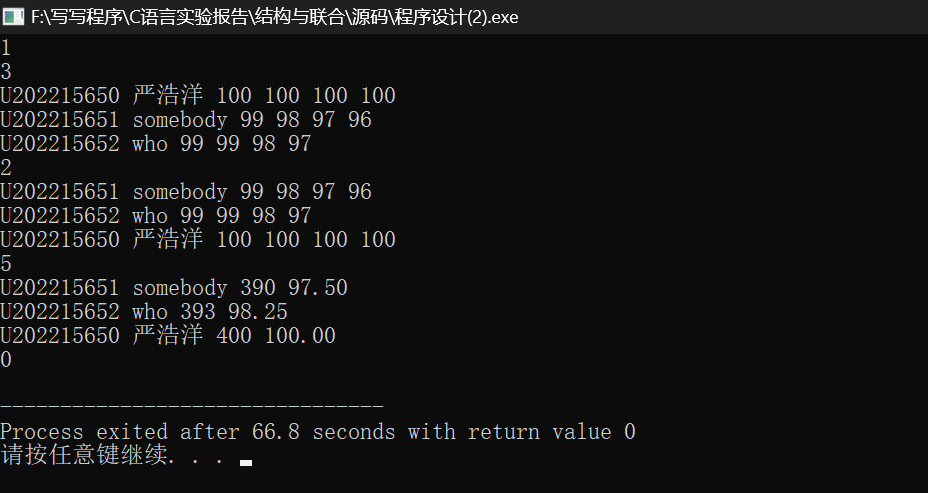 F:\写写程序\C语言实验报告\结构与联合\源码\程序设计(2).exe
1
3
U202215650 严浩洋 100 100 100 100
U202215651 somebody 99 98 97 96
U202215652 who 99 99 98 97
2
U202215651 somebody 99 98 97 96
U202215652 who 99 99 98 97
U202215650 严浩洋 100 100 100 100
5
U202215651 somebody 390 97.50
U202215652 who 393 98.25
U202215650 严浩洋 400 100.00
0
--------------------------------
Process exited after 66.8 seconds with return value 0
请按任意键继续. . .